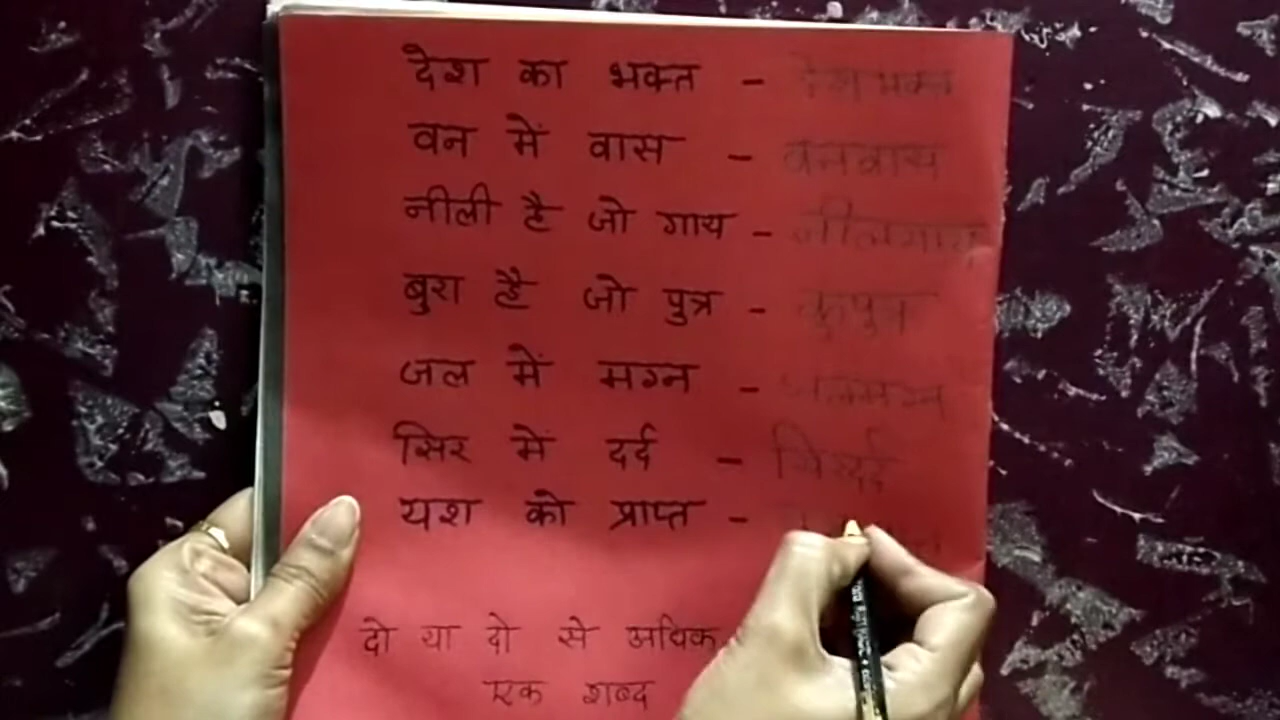 देश का भक्त - देशभक्त
वन में वास - वनवास
नीली है जो गाय - नीलगाय
बुरा है जो पुत्र - कुपुत्र
जल में मग्न - जलमग्न
सिर में दर्द - सिरदर्द
यश को प्राप्त -
दो या दो से अधिक
एक शब्द